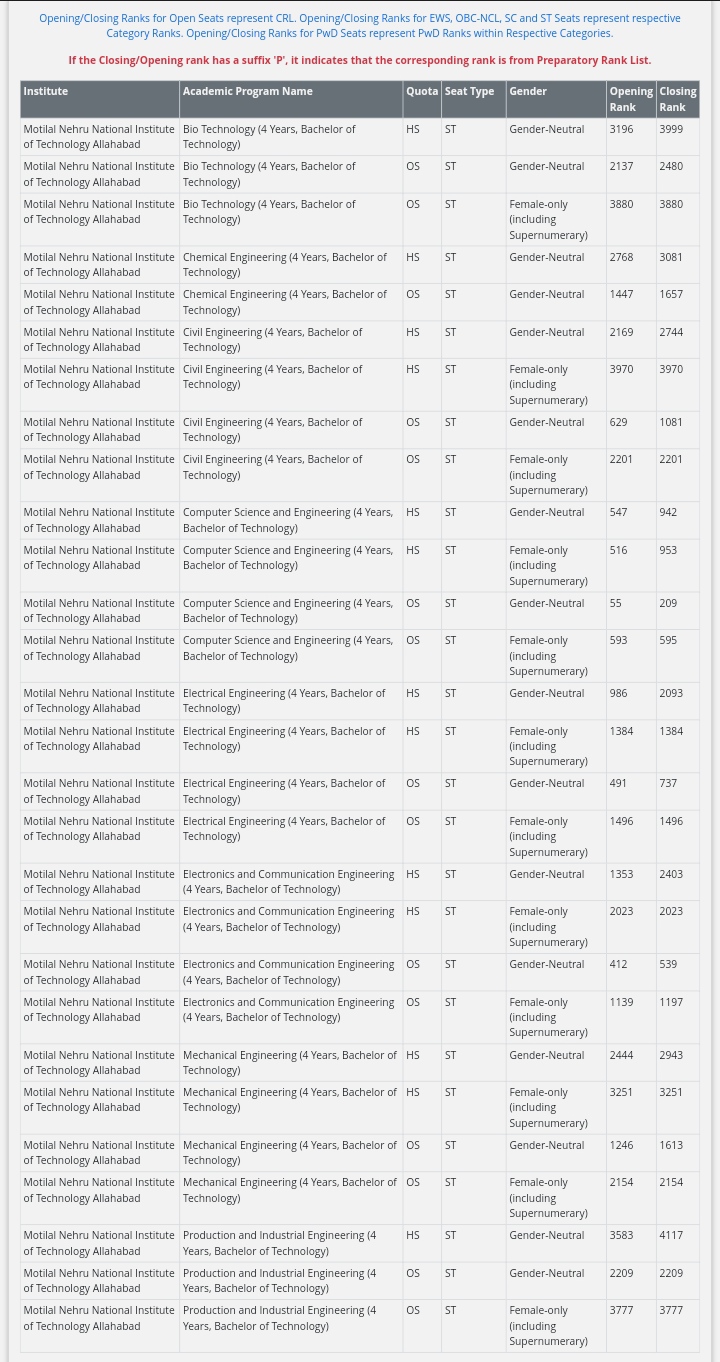 Opening/Closing Ranks for Open Seats represent CRL. Opening/Closing Ranks for EWS, OBC-NCL, SC and ST Seats represent respective
Category Ranks. Opening/Closing Ranks for PwD Seats represent PwD Ranks within Respective Categories.
If the Closing/Opening rank has a suffix 'P', it indicates that the corresponding rank is from Preparatory Rank List.
Institute Academic Program Name Quota Seat Type Gender Opening Closing
Rank Rank
Motilal Nehru National Institute Bio Technology (4 Years, Bachelor of HS ST Gender-Neutral 3196 3999
of Technology Allahabad Technology)
Motilal Nehru National Institute Bio Technology (4 Years, Bachelor of OS ST Gender-Neutral 2137 2480
of Technology Allahabad Technology)
Motilal Nehru National Institute Bio Technology (4 Years, Bachelor of OS ST Female-only 3880 3880
of Technology Allahabad Technology) (including
Supernumerary)
Motilal Nehru National Institute Chemical Engineering (4 Years, Bachelor of HS ST Gender-Neutral 2768 3081
of Technology Allahabad Technology)
Motilal Nehru National Institute Chemical Engineering (4 Years, Bachelor of OS ST Gender-Neutral 1447 1657
of Technology Allahabad Technology)
Motilal Nehru National Institute Civil Engineering (4 Years, Bachelor of HS ST Gender-Neutral 2169 2744
of Technology Allahabad Technology)
Motilal Nehru National Institute Civil Engineering (4 Years, Bachelor of HS ST Female-only 3970 3970
of Technology Allahabad Technology) (including
Supernumerary)
Motilal Nehru National Institute Civil Engineering (4 Years, Bachelor of OS ST Gender-Neutral 629 1081
of Technology Allahabad Technology)
Motilal Nehru National Institute Civil Engineering (4 Years, Bachelor of OS ST Female-only 2201 2201
of Technology Allahabad Technology) (including
Supernumerary)
Motilal Nehru National Institute Computer Science and Engineering (4 Years, HS ST Gender-Neutral 547 942
of Technology Allahabad Bachelor of Technology)
Motilal Nehru National Institute Computer Science and Engineering (4 Years, HS ST Female-only 516 953
of Technology Allahabad Bachelor of Technology) (including
Supernumerary)
Motilal Nehru National Institute Computer Science and Engineering (4 Years, OS ST Gender-Neutral 55 209
of Technology Allahabad Bachelor of Technology)
Motilal Nehru National Institute Computer Science and Engineering (4 Years, OS ST Female-only 593 595
of Technology Allahabad Bachelor of Technology) (including
Supernumerary)
Motilal Nehru National Institute Electrical Engineering (4 Years, Bachelor of HS ST Gender-Neutral 986 2093
of Technology Allahabad Technology)
Motilal Nehru National Institute Electrical Engineering (4 Years, Bachelor of HS ST Female-only 1384 1384
of Technology Allahabad Technology) (including
Supernumerary)
Motilal Nehru National Institute Electrical Engineering (4 Years, Bachelor of OS ST Gender-Neutral 491 737
of Technology Allahabad Technology)
Motilal Nehru National Institute Electrical Engineering (4 Years, Bachelor of OS ST Female-only 1496 1496
of Technology Allahabad Technology) (including
Supernumerary)
Motilal Nehru National Institute Electronics and Communication Engineering HS ST Gender-Neutral 1353 2403
of Technology Allahabad (4 Years, Bachelor of Technology)
Motilal Nehru National Institute Electronics and Communication Engineering HS ST Female-only 2023 2023
of Technology Allahabad (4 Years, Bachelor of Technology) (including
Supernumerary)
Motilal Nehru National Institute Electronics and Communication Engineering OS ST Gender-Neutral 412 539
of Technology Allahabad (4 Years, Bachelor of Technology)
Motilal Nehru National Institute Electronics and Communication Engineering OS ST Female-only 1139 1197
of Technology Allahabad (4 Years, Bachelor of Technology) (including
Supernumerary)
Motilal Nehru National Institute Mechanical Engineering (4 Years, Bachelor of HS ST Gender-Neutral 2444 2943
of Technology Allahabad Technology)
Motilal Nehru National Institute Mechanical Engineering (4 Years, Bachelor of HS ST Female-only 3251 3251
of Technology Allahabad Technology) (including
Supernumerary)
Motilal Nehru National Institute Mechanical Engineering (4 Years, Bachelor of OS ST Gender-Neutral 1246 1613
of Technology Allahabad Technology)
Motilal Nehru National Institute Mechanical Engineering (4 Years, Bachelor of OS ST Female-only 2154 2154
of Technology Allahabad Technology) (including
Supernumerary)
Motilal Nehru National Institute Production and Industrial Engineering (4 HS ST Gender-Neutral 3583 4117
of Technology Allahabad Years, Bachelor of Technology)
Motilal Nehru National Institute Production and Industrial Engineering (4 OS ST Gender-Neutral 2209 2209
of Technology Allahabad Years, Bachelor of Technology)
Motilal Nehru National Institute Production and Industrial Engineering (4 OS ST Female-only 3777 3777
of Technology Allahabad Years, Bachelor of Technology) (including
Supernumerary)